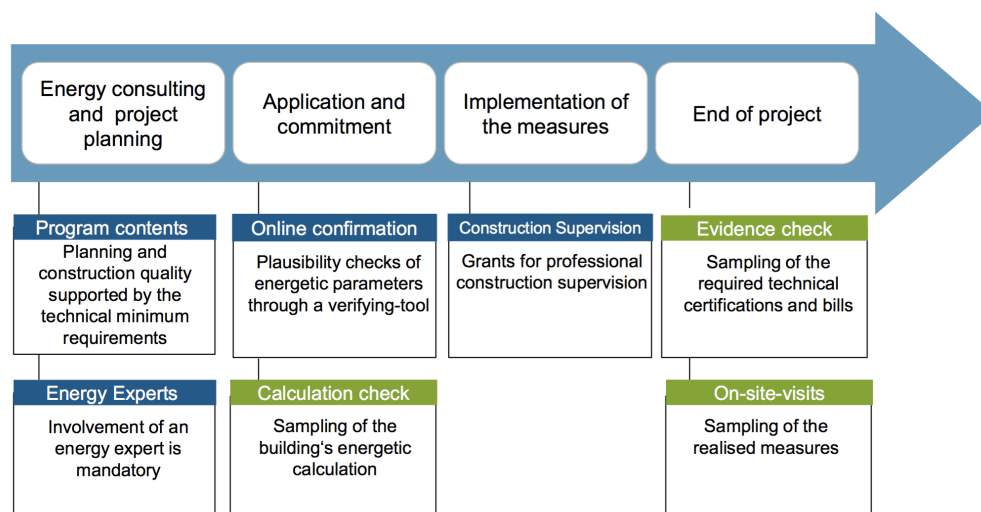 Energy consulting
and project
planning
Application and
commitment
Implementation of
the measures
End of project
Program contents
Planning and
construction quality
supported by the
technical minimum
requirements
Online confirmation
Plausibility checks of
energetic parameters
through a verifying-tool
Construction Supervision
Grants for professional
construction supervision
Evidence check
Sampling of the
required technical
certifications and bills
Energy Experts
Involvement of an
energy expert is
mandatory
Calculation check
Sampling of the
building‘s energetic
calculation
On-site-visits
Sampling of the
realised measures